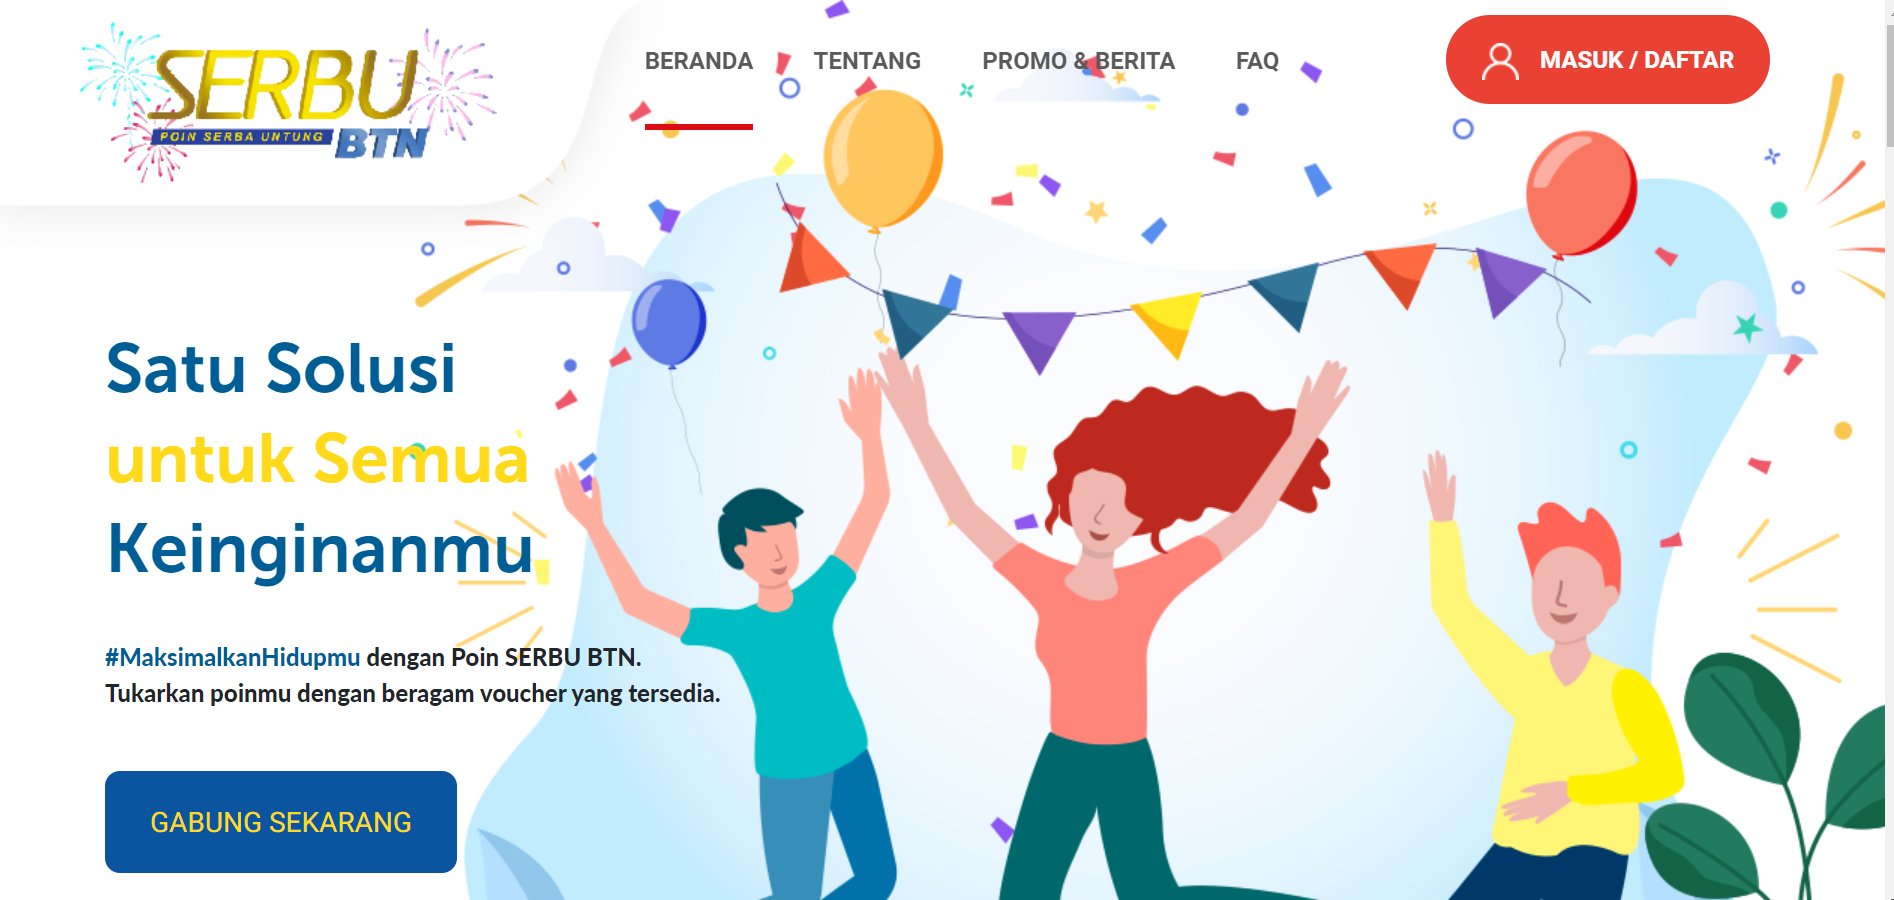 SERBU
POIN SERBA UNTUNG BTN
BERANDA TENTANG PROMO & BERITA FAQ MASUK / DAFTAR
Satu Solusi
untuk Semua
Keinginanmu
#MaksimalkanHidupmu dengan Poin SERBU BTN.
Tukarkan poinmu dengan beragam voucher yang tersedia.
GABUNG SEKARANG